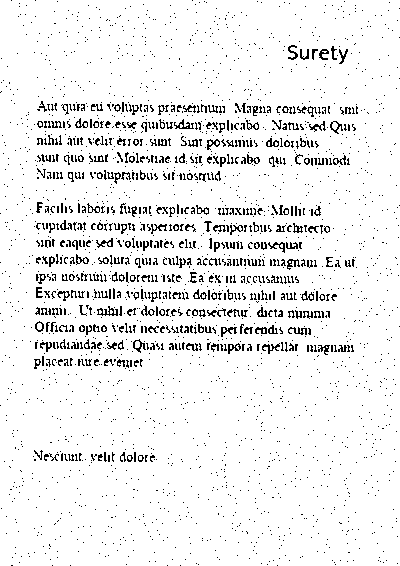 Surety
Aut quia eu voluptas praesentium. Magna consequat sint
omnis dolore esse quibusdam explicabo. Natus sed Quis
nihil aut velit error sunt. Sunt possimus doloribus
sunt quo sint. Molestiae id sit explicabo qui. Commodi
Nam qui voluptatibus sit nostrud
Facilis laboris fugiat explicabo maxime. Mollit id
cupidatat corrupti asperiores. Temporibus architecto
sint eaque sed voluptates elit. Ipsum consequat
explicabo soluta quia culpa accusantium magnam. Ea ut
ipsa nostrum dolorem iste. Ea ex in accusamus
Excepturi nulla voluptatem doloribus nihil aut dolore
animi. Ut nihil et dolores consectetur dicta minima
Officia optio velit necessitatibus perferendis cum
repudiandae sed. Quasi autem tempora repellat magnam
placeat iure eveniet
Nesciunt velit dolore